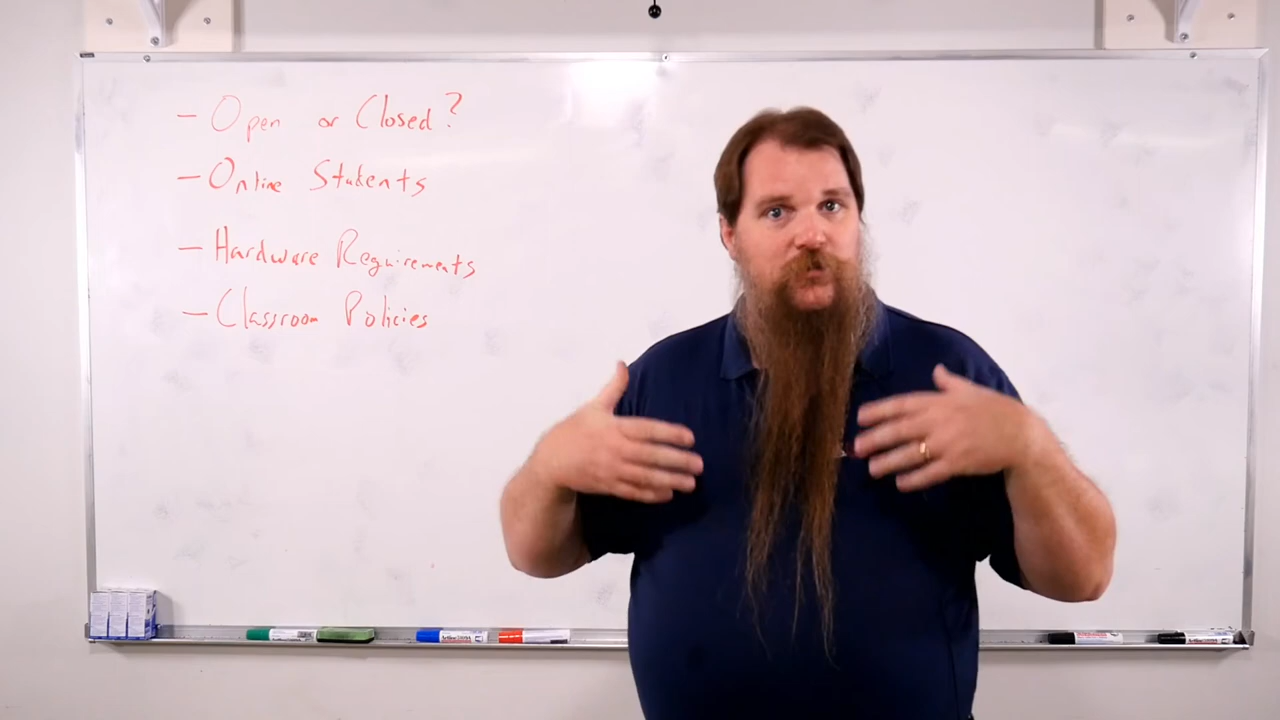 - Open or Closed?
- Online Students
- Hardware Requirements
- Classroom Policies